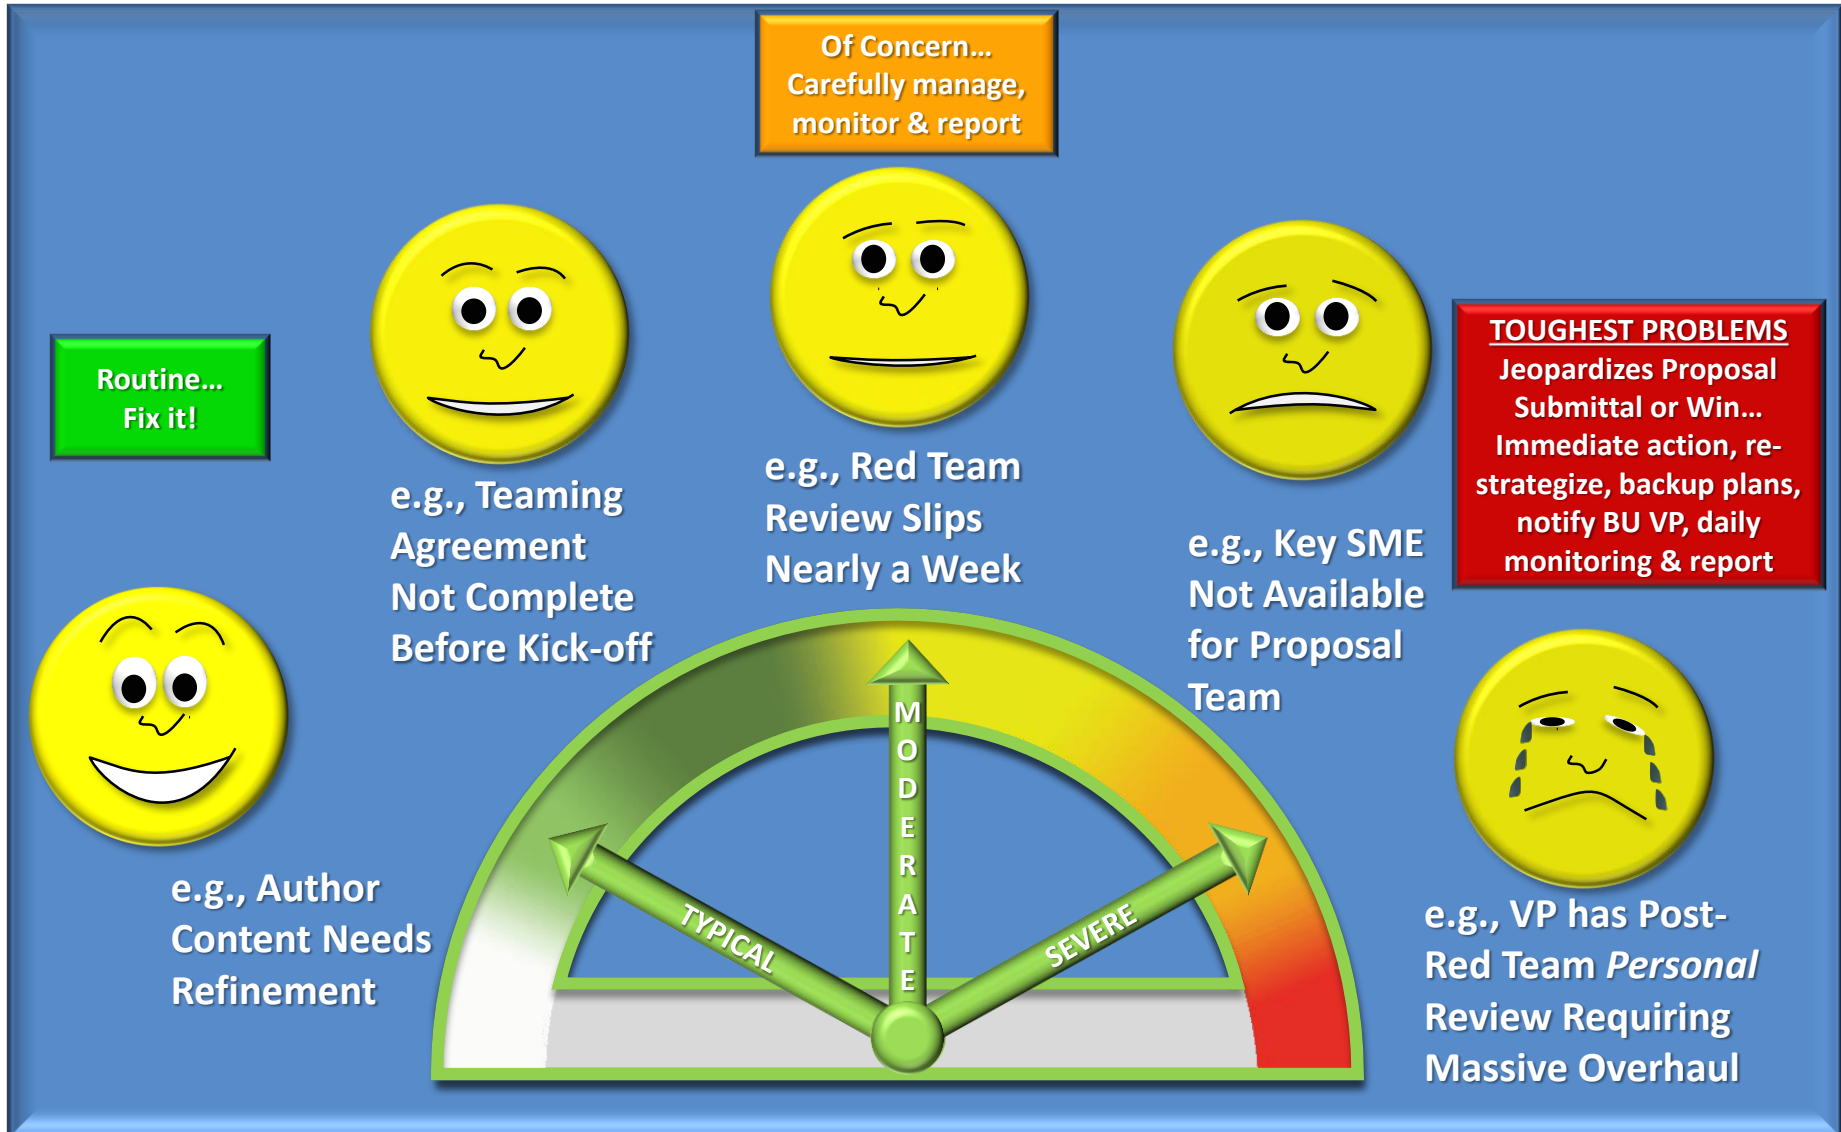 Of Concern...
Carefully manage,
monitor & report
Routine...
Fix it!
TOUGHEST PROBLEMS
Jeopardizes Proposal
Submittal or Win...
Immediate action, re-
strategize, backup plans,
notify BU VP, daily
monitoring & report
e.g., Author
Content Needs
Refinement
e.g., Teaming
Agreement
Not Complete
Before Kick-off
e.g., Red Team
Review Slips
Nearly a Week
e.g., Key SME
Not Available
for Proposal
Team
e.g., VP has Post-
Red Team Personal
Review Requiring
Massive Overhaul
TYPICAL
MODERATE
SEVERE